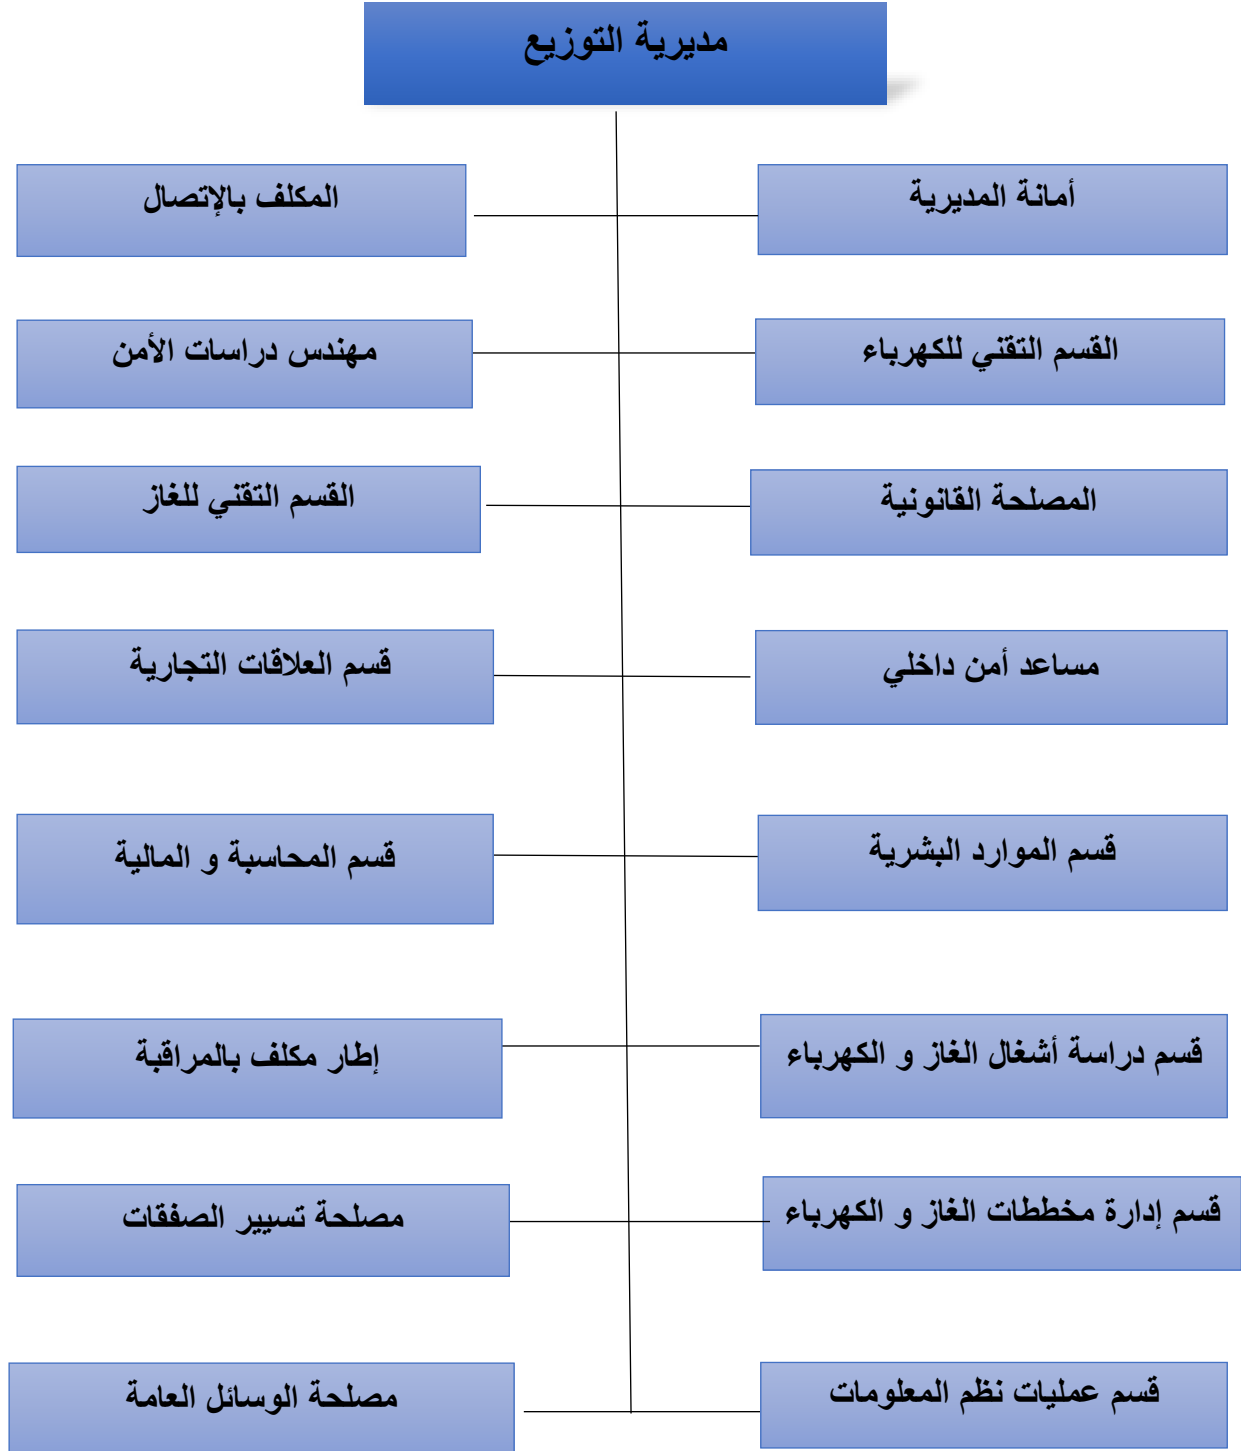 مديرية التوزيع
أمانة المديرية
المكلف بالإتصال
القسم التقني للكهرباء
مهندس دراسات الأمن
المصلحة القانونية
القسم التقني للغاز
مساعد أمن داخلي
قسم العلاقات التجارية
قسم الموارد البشرية
قسم المحاسبة و المالية
قسم دراسة أشغال الغاز و الكهرباء
إطار مكلف بالمراقبة
قسم إدارة مخططات الغاز و الكهرباء
مصلحة تسيير الصفقات
قسم عمليات نظم المعلومات
مصلحة الوسائل العامة